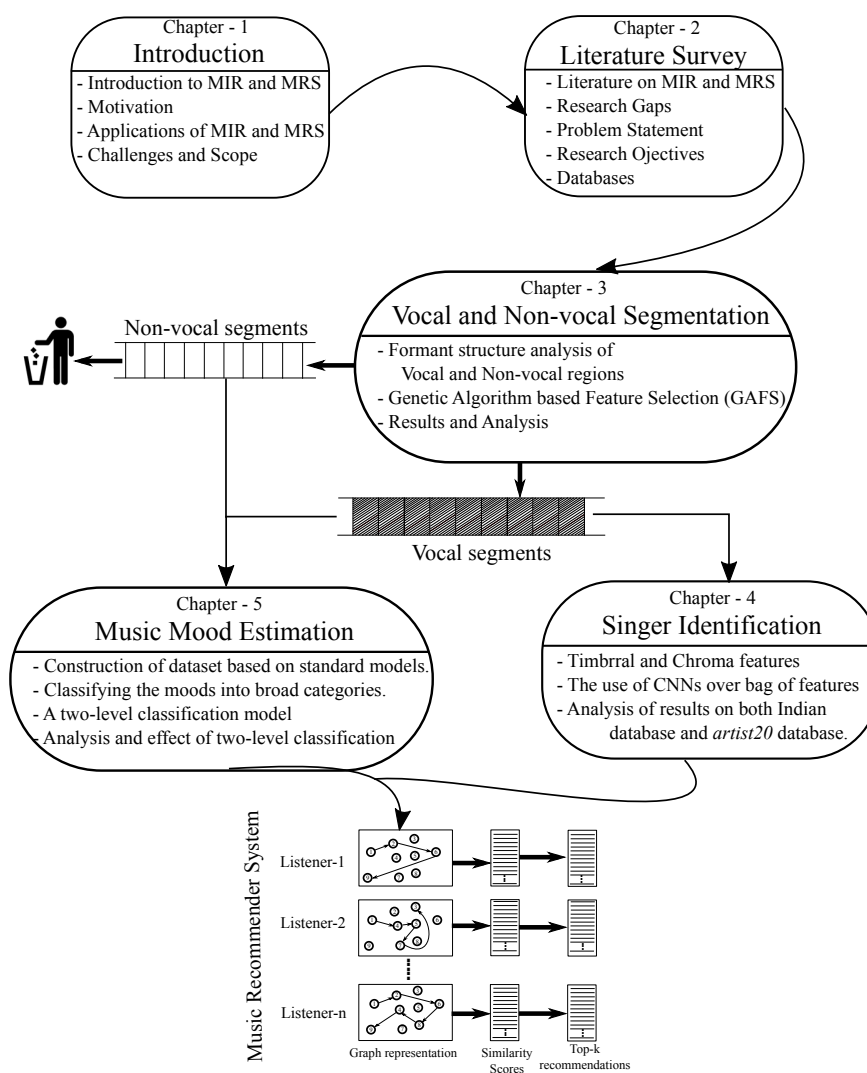 Chapter - 1
Introduction
- Introduction to MIR and MRS
- Motivation
- Applications of MIR and MRS
- Challenges and Scope
Chapter - 2
Literature Survey
- Literature on MIR and MRS
- Research Gaps
- Problem Statement
- Research Ojectives
- Databases
Chapter - 3
Vocal and Non-vocal Segmentation
- Formant structure analysis of
Vocal and Non-vocal regions
- Genetic Algorithm based Feature Selection (GAFS)
- Results and Analysis
Non-vocal segments
Vocal segments
Chapter - 5
Music Mood Estimation
- Construction of dataset based on standard models.
- Classifying the moods into broad categories.
- A two-level classification model
- Analysis and effect of two-level classification
Chapter - 4
Singer Identification
- Timbrral and Chroma features
- The use of CNNs over bag of features
- Analysis of results on both Indian
database and artist20 database.
Music Recommender System
Listener-1
Listener-2
Listener-n
Graph representation
Similarity
Scores
Top-k
recommendations